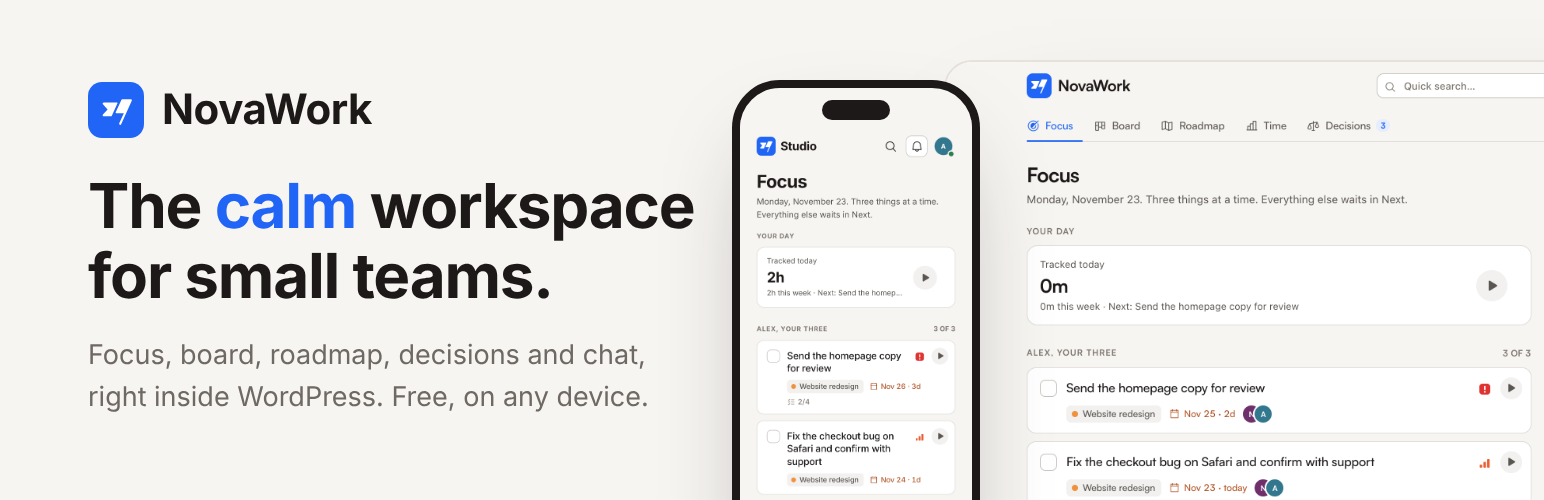 NovaWork
The calm workspace
for small teams.
Focus, board, roadmap, decisions and chat,
right inside WordPress. Free, on any device.
Studio
A
Focus
Monday, November 23. Three things at a time.
Everything else waits in Next.
YOUR DAY
Tracked today
2h
2h this week · Next: Send the homep...
ALEX, YOUR THREE 3 OF 3
Send the homepage copy
for review
Website redesign Nov 26 · 3d
2/4
Fix the checkout bug on
Safari and confirm with
support
Website redesign Nov 24 · 1d
NovaWork
Quick search...
Focus Board Roadmap Time Decisions 3
Focus
Monday, November 23. Three things at a time. Everything else waits in Next.
YOUR DAY
Tracked today
0m
0m this week · Next: Send the homepage copy for review
ALEX, YOUR THREE 3 OF 3
Send the homepage copy for review
Website redesign Nov 25 · 2d N A
Fix the checkout bug on Safari and confirm with support
Website redesign Nov 23 · today N A